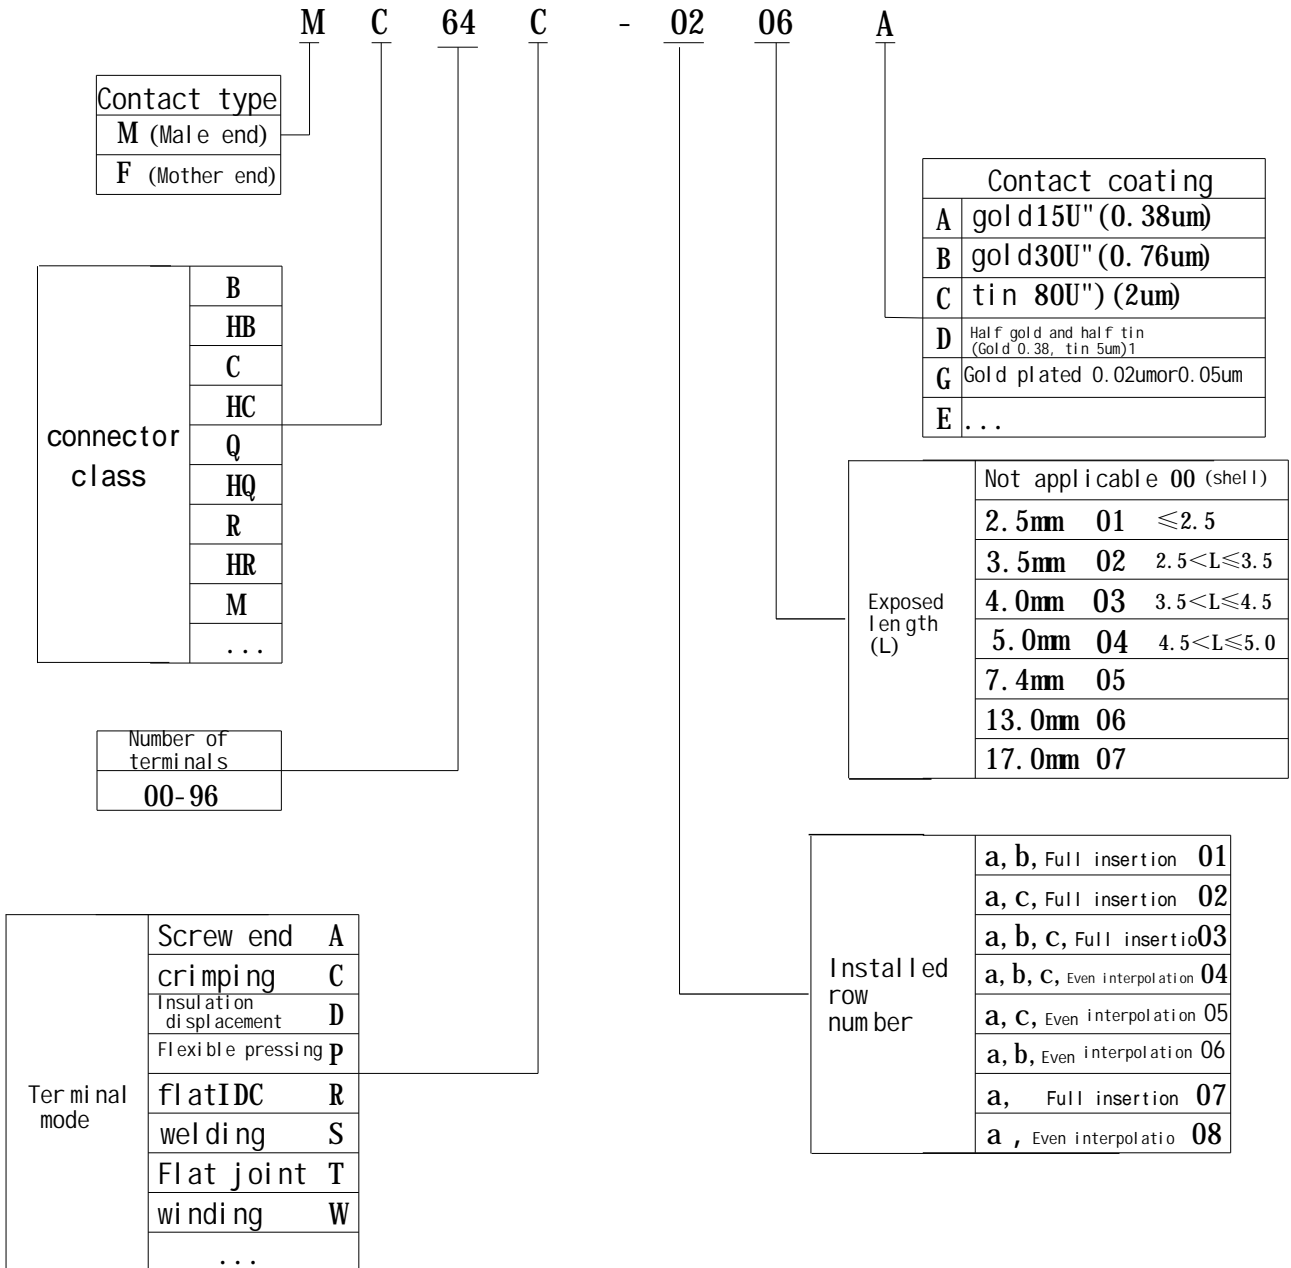 M C 64 C - 02 06 A
Contact type
M (Male end)
F (Mother end)
connector
class
B
HB
C
HC
Q
HQ
R
HR
M
...
Number of
terminals
00-96
Terminal
mode
Screw end A
crimping C
Insulation
displacement D
Flexible pressing P
flatIDC R
welding S
Flat joint T
winding W
...
Contact coating
A gold15U"(0.38um)
B gold30U"(0.76um)
C tin 80U")(2um)
D Half gold and half tin
(Gold 0.38, tin 5um)1
G Gold plated 0.02umor0.05um
E ...
Exposed
length
(L)
Not applicable 00 (shell)
2.5mm 01 ≤2.5
3.5mm 02 2.5<L≤3.5
4.0mm 03 3.5<L≤4.5
5.0mm 04 4.5<L≤5.0
7.4mm 05
13.0mm 06
17.0mm 07
Installed
row
number
a, b, Full insertion 01
a, c, Full insertion 02
a, b, c, Full insertio03
a, b, c, Even interpolation 04
a, c, Even interpolation 05
a, b, Even interpolation 06
a, Full insertion 07
a , Even interpolatio 08